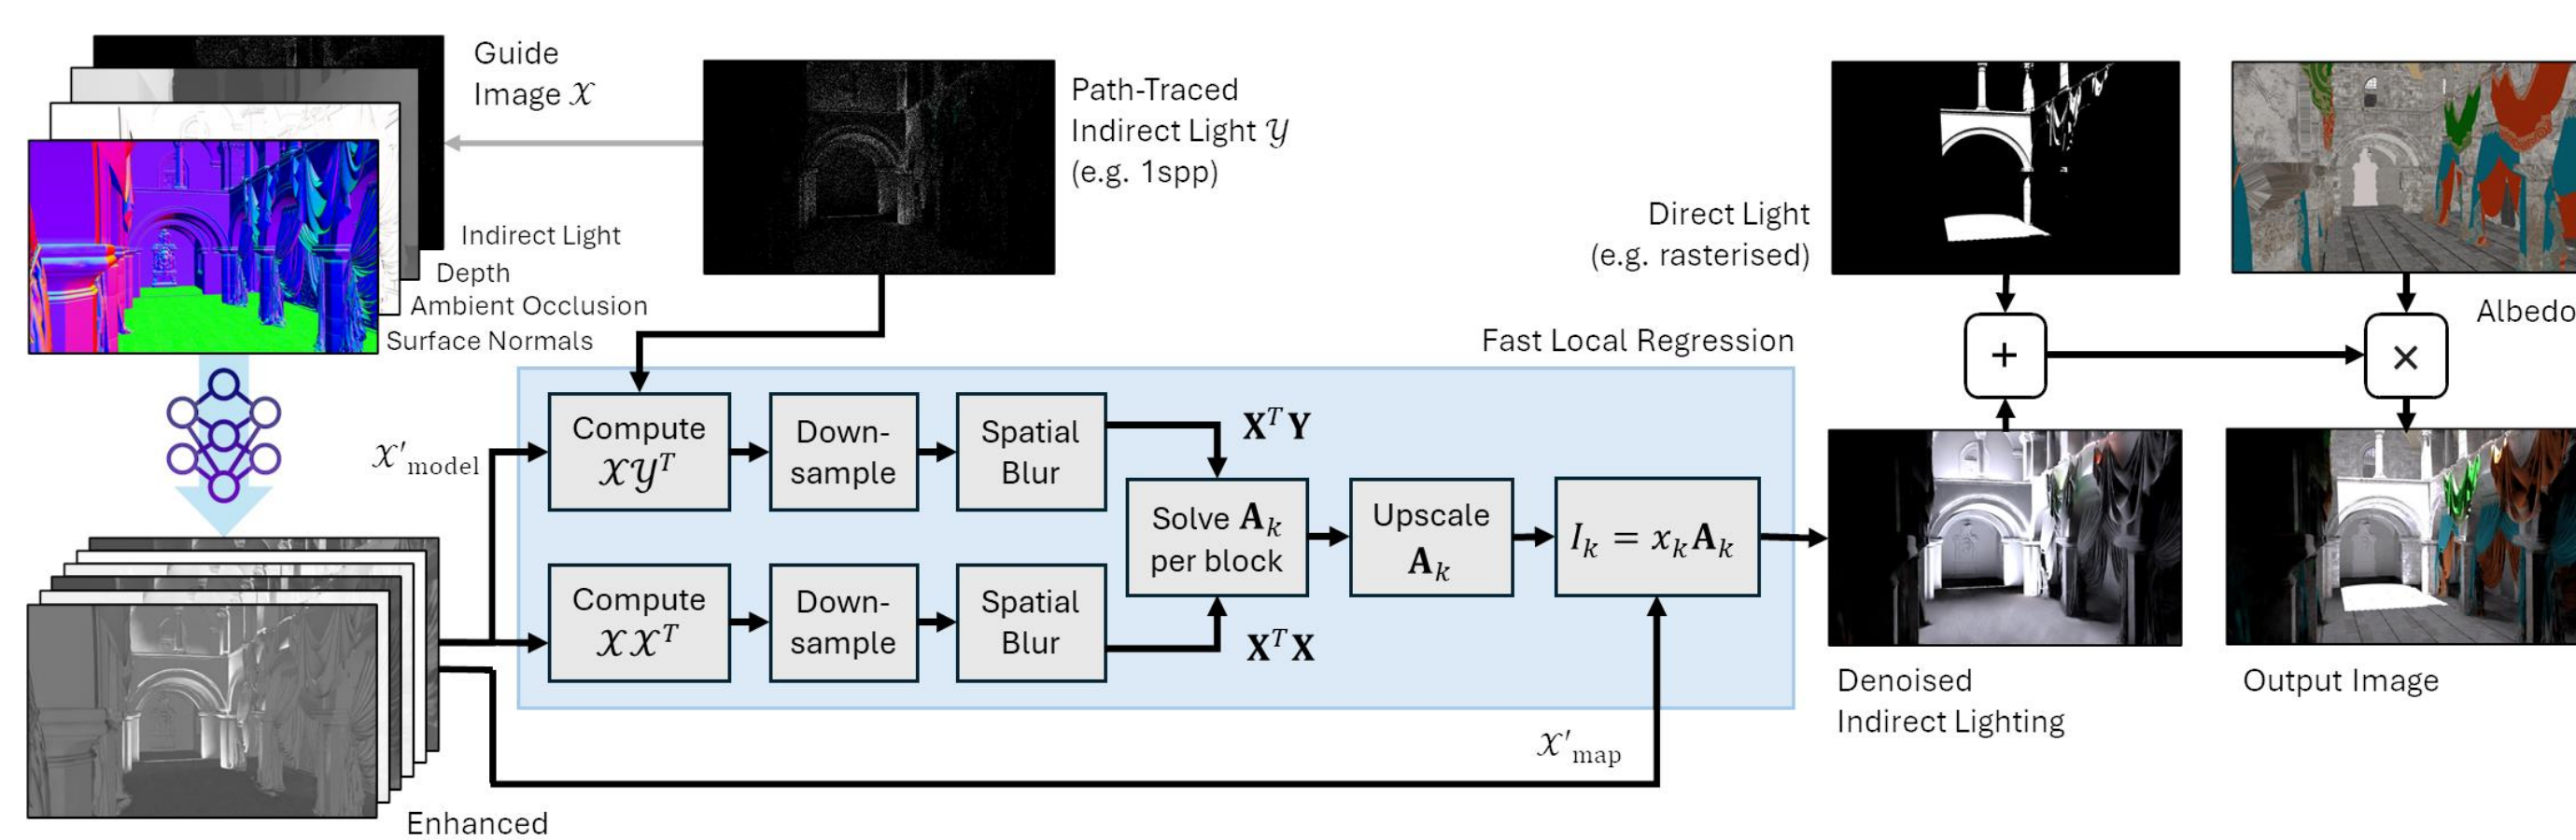 Guide
Image 𝒳
Path-Traced
Indirect Light 𝒴
(e.g. 1spp)
Indirect Light
Depth
Ambient Occlusion
Surface Normals
Direct Light
(e.g. rasterised)
Albedo
+
×
Fast Local Regression
𝒳′model
Compute
𝒳𝒴ᵀ
Down-
sample
Spatial
Blur
XᵀY
Solve Aₖ
per block
Upscale
Aₖ
Iₖ = xₖAₖ
Compute
𝒳𝒳ᵀ
Down-
sample
Spatial
Blur
XᵀX
𝒳′map
Denoised
Indirect Lighting
Output Image
Enhanced